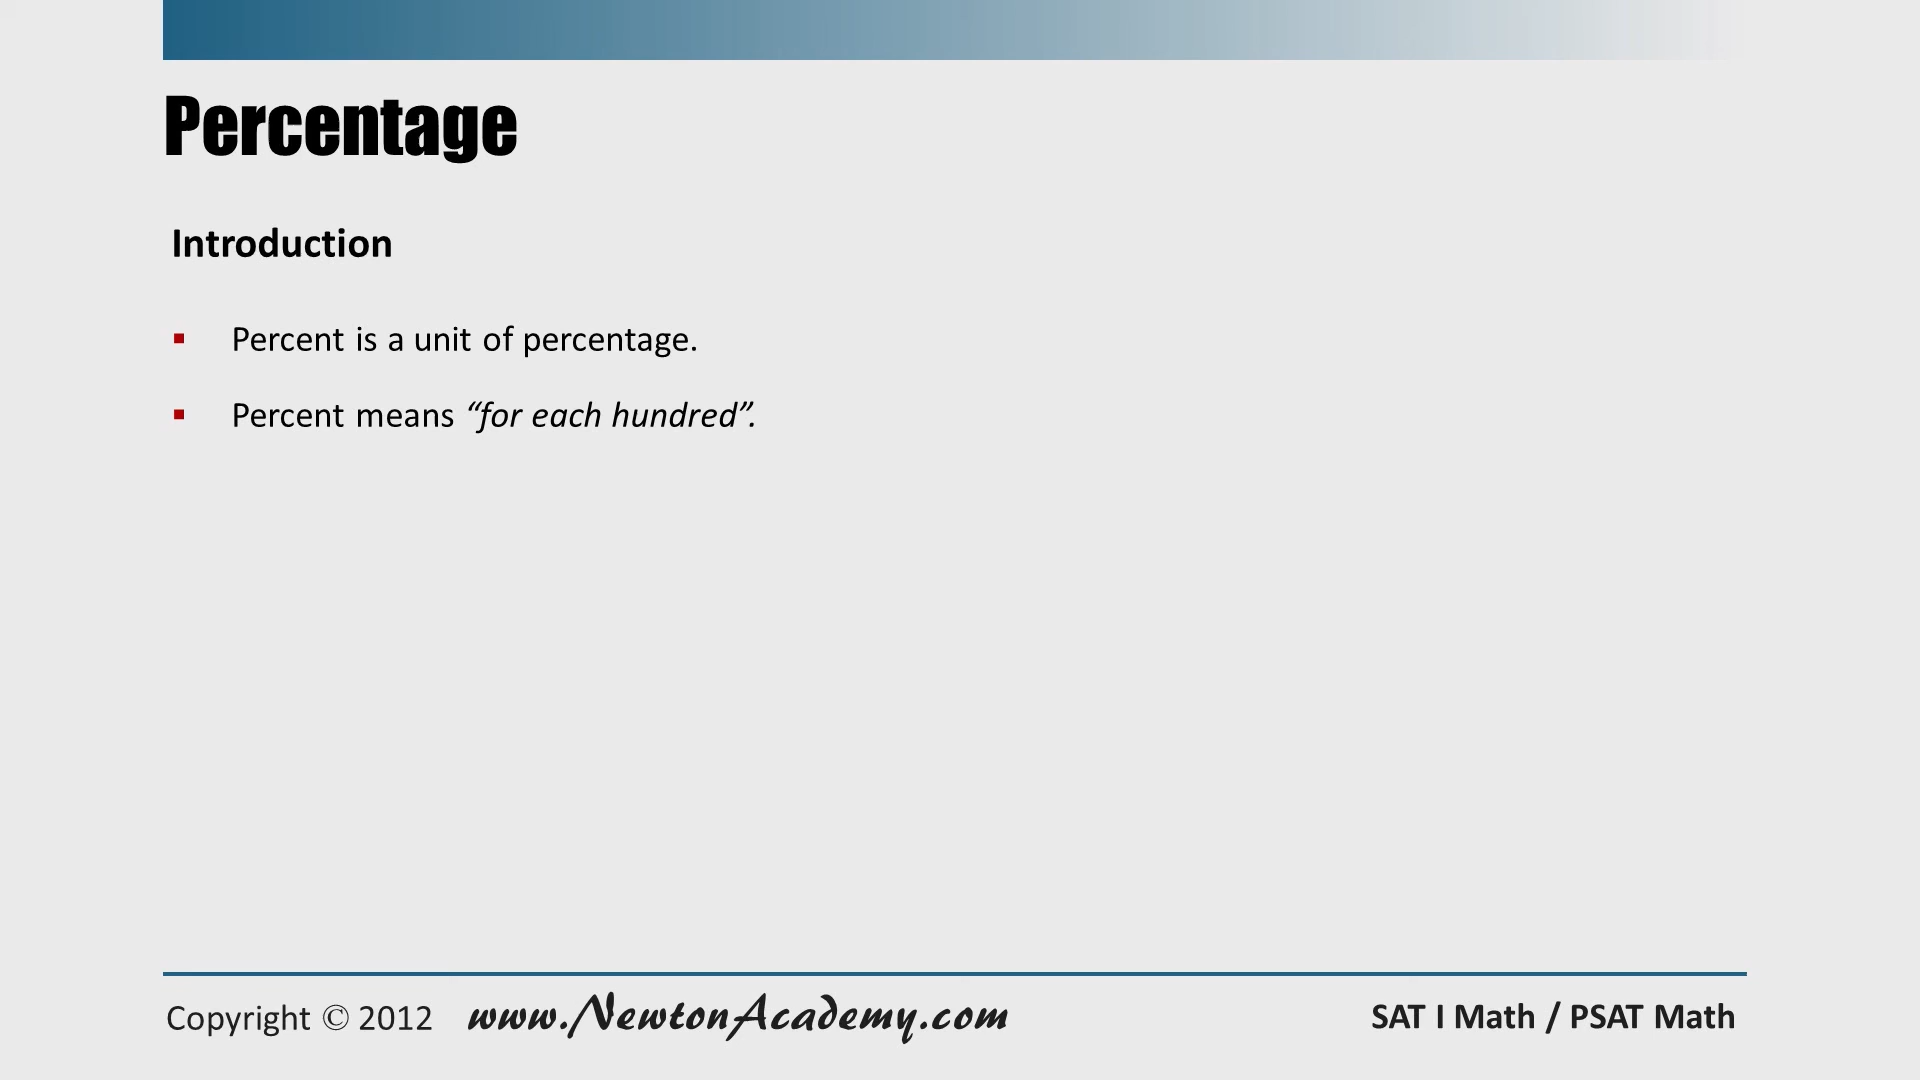 Percentage
Introduction
▪ Percent is a unit of percentage.
▪ Percent means “for each hundred”.
Copyright © 2012 www.NewtonAcademy.com SAT I Math / PSAT Math